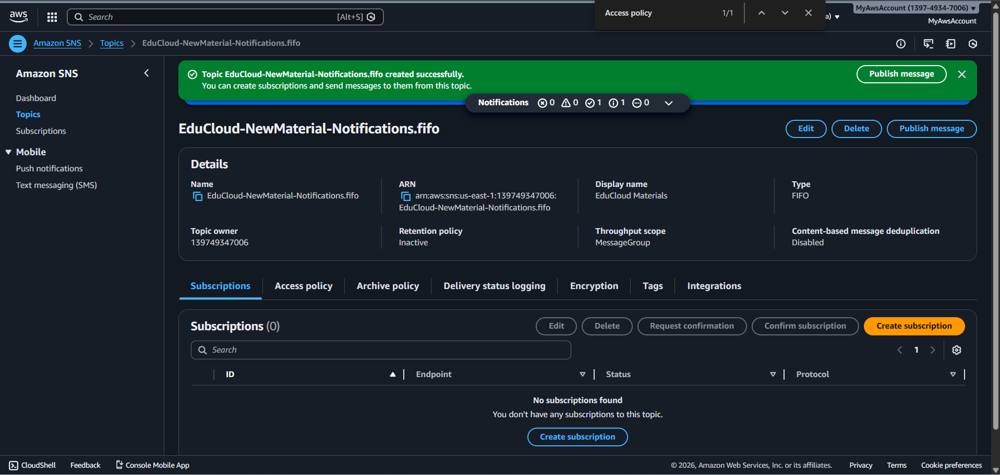 aws
Search
[Alt+S]
Access policy
1/1
a)
MyAwsAccount (1397-4934-7006)
MyAwsAccount
Amazon SNS
Topics
EduCloud-NewMaterial-Notifications.fifo
Amazon SNS
Dashboard
Topics
Subscriptions
Mobile
Push notifications
Text messaging (SMS)
Topic EduCloud-NewMaterial-Notifications.fifo created successfully.
You can create subscriptions and send messages to them from this topic.
Publish message
Notifications 0 0 1 1 0
EduCloud-NewMaterial-Notifications.fifo
Edit
Delete
Publish message
Details
Name
EduCloud-NewMaterial-Notifications.fifo
ARN
arn:aws:sns:us-east-1:139749347006:
EduCloud-NewMaterial-Notifications.fifo
Display name
EduCloud Materials
Type
FIFO
Topic owner
139749347006
Retention policy
Inactive
Throughput scope
MessageGroup
Content-based message deduplication
Disabled
Subscriptions
Access policy
Archive policy
Delivery status logging
Encryption
Tags
Integrations
Subscriptions (0)
Edit
Delete
Request confirmation
Confirm subscription
Create subscription
Search
1
ID
Endpoint
Status
Protocol
No subscriptions found
You don't have any subscriptions to this topic.
Create subscription
CloudShell
Feedback
Console Mobile App
© 2026, Amazon Web Services, Inc. or its affiliates.
Privacy
Terms
Cookie preferences